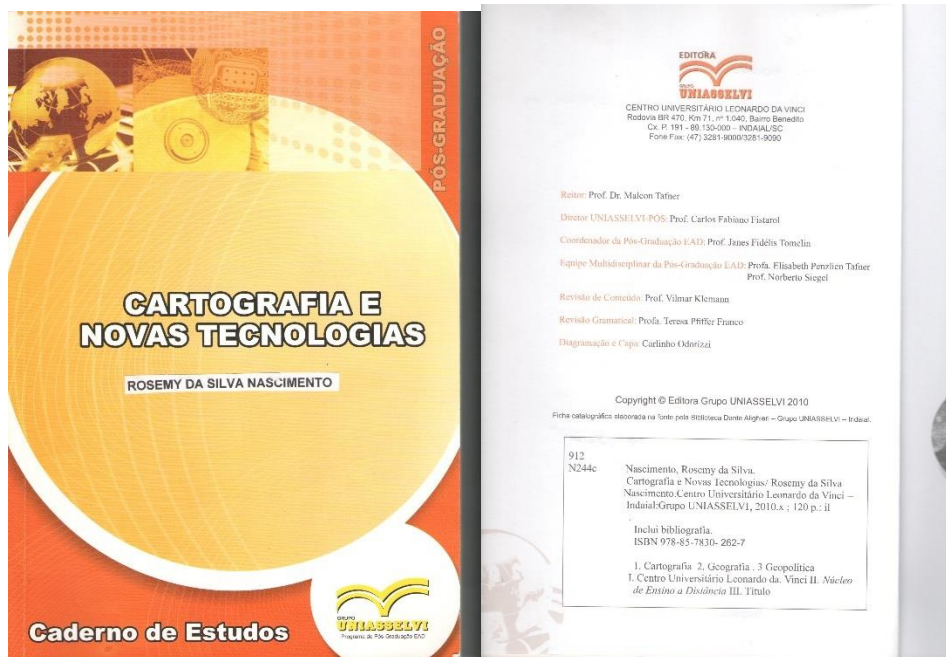 PÓS-GRADUAÇÃO
CARTOGRAFIA E
NOVAS TECNOLOGIAS
ROSEMY DA SILVA NASCIMENTO
Caderno de Estudos
GRUPO
UNIASSELVI
Programa de Pós-Graduação EAD
EDITORA
GRUPO
UNIASSELVI
CENTRO UNIVERSITÁRIO LEONARDO DA VINCI
Rodovia BR 470, Km 71, nº 1.040, Bairro Benedito
Cx. P. 191 - 89.130-000 – INDAIAL/SC
Fone Fax: (47) 3281-9000/3281-9090
Reitor: Prof. Dr. Malcon Tafner
Diretor UNIASSELVI-PÓS: Prof. Carlos Fabiano Fistarol
Coordenador da Pós-Graduação EAD: Prof. Janes Fidélis Tomelin
Equipe Multidisciplinar da Pós-Graduação EAD: Profa. Elisabeth Penzlien Tafner
Prof. Norberto Siegel
Revisão de Conteúdo: Prof. Vilmar Klemann
Revisão Gramatical: Profa. Teresa Pfiffer Franco
Diagramação e Capa: Carlinho Odorizzi
Copyright © Editora Grupo UNIASSELVI 2010
Ficha catalográfica elaborada na fonte pela Biblioteca Dante Alighieri – Grupo UNIASSELVI – Indaial.
912
N244c Nascimento, Rosemy da Silva.
Cartografia e Novas Tecnologias/ Rosemy da Silva
Nascimento.Centro Universitário Leonardo da Vinci –
Indaial:Grupo UNIASSELVI, 2010.x ; 120 p.: il
Inclui bibliografia.
ISBN 978-85-7830- 262-7
1. Cartografia 2. Geografia . 3 Geopolítica
I. Centro Universitário Leonardo da. Vinci II. Núcleo
de Ensino a Distância III. Título